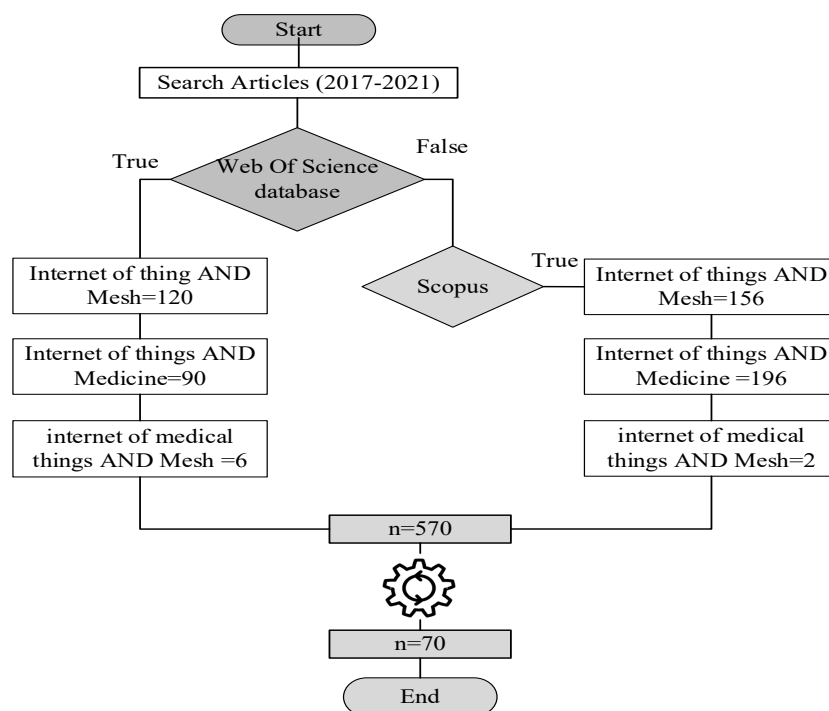 Start
Search Articles (2017-2021)
True
False
Web Of Science
database
Internet of thing AND
Mesh=120
Internet of things AND
Medicine=90
internet of medical
things AND Mesh =6
Scopus
True
Internet of things AND
Mesh=156
Internet of things AND
Medicine =196
internet of medical
things AND Mesh=2
n=570
n=70
End